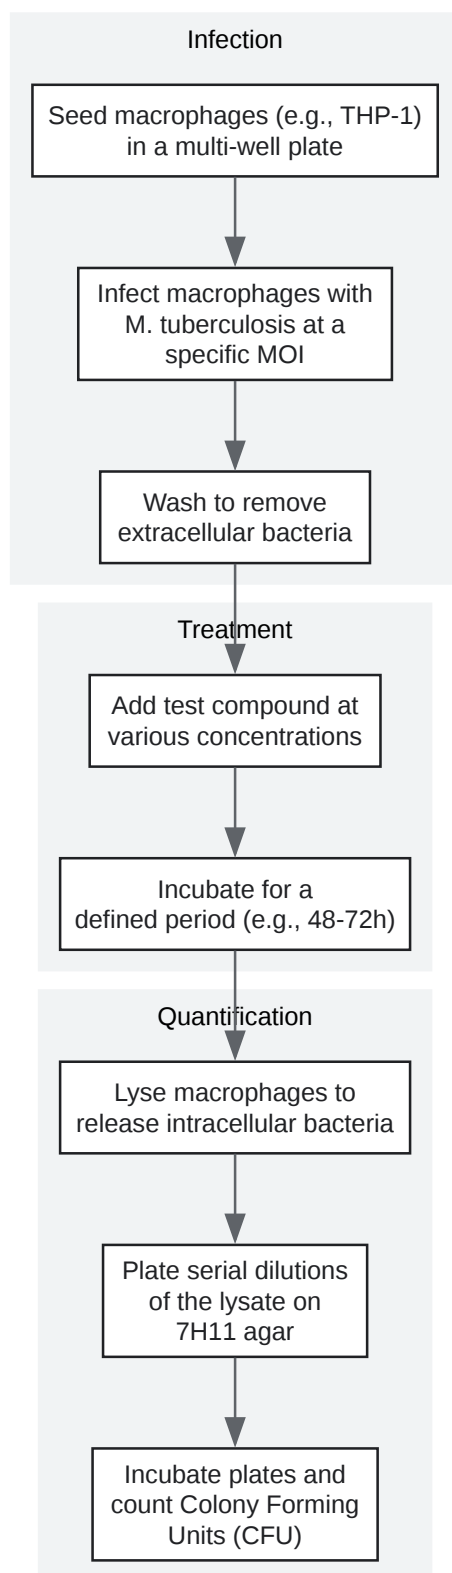 Infection
Seed macrophages (e.g., THP-1)
in a multi-well plate
Infect macrophages with
M. tuberculosis at a
specific MOI
Wash to remove
extracellular bacteria
Treatment
Add test compound at
various concentrations
Incubate for a
defined period (e.g., 48-72h)
Quantification
Lyse macrophages to
release intracellular bacteria
Plate serial dilutions
of the lysate on
7H11 agar
Incubate plates and
count Colony Forming
Units (CFU)